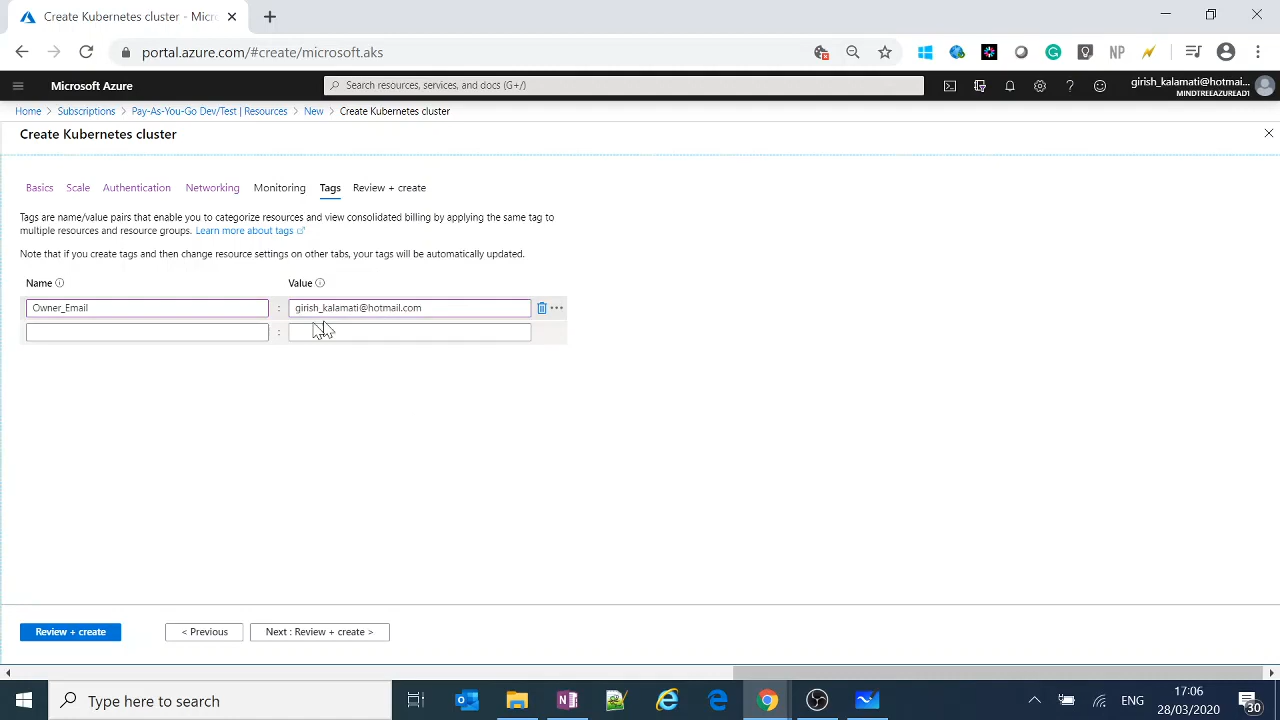 Create Kubernetes cluster - Micr
portal.azure.com/#create/microsoft.aks
NP
Microsoft Azure
Search resources, services, and docs (G+/)
girish_kalamati@hotmail....
MINDTREEAZUREAD1
Home > Subscriptions > Pay-As-You-Go Dev/Test | Resources > New > Create Kubernetes cluster
Create Kubernetes cluster
Basics Scale Authentication Networking Monitoring Tags Review + create
Tags are name/value pairs that enable you to categorize resources and view consolidated billing by applying the same tag to
multiple resources and resource groups. Learn more about tags
Note that if you create tags and then change resource settings on other tabs, your tags will be automatically updated.
Name Value
Owner_Email : girish_kalamati@hotmail.com
:
Review + create < Previous Next : Review + create >
Type here to search
ENG
17:06
28/03/2020
30